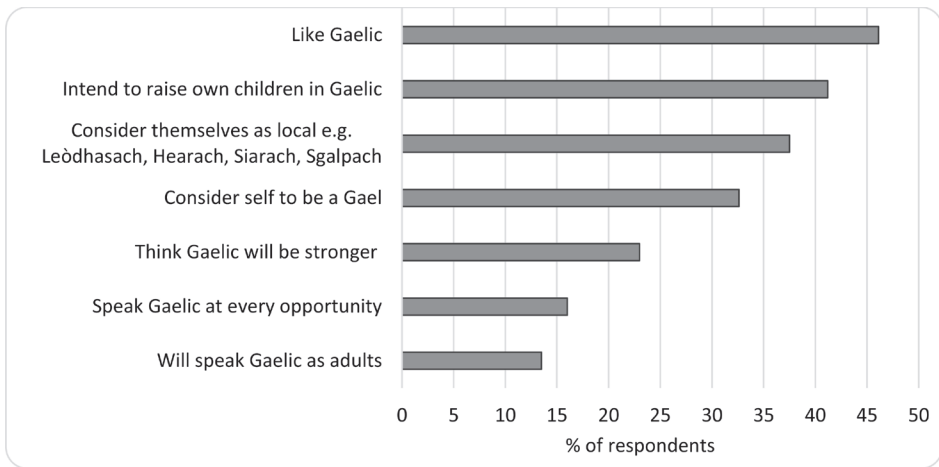 Like Gaelic
Intend to raise own children in Gaelic
Consider themselves as local e.g.
Leòdhasach, Hearach, Siarach, Sgalpach
Consider self to be a Gael
Think Gaelic will be stronger
Speak Gaelic at every opportunity
Will speak Gaelic as adults
0 5 10 15 20 25 30 35 40 45 50
% of respondents